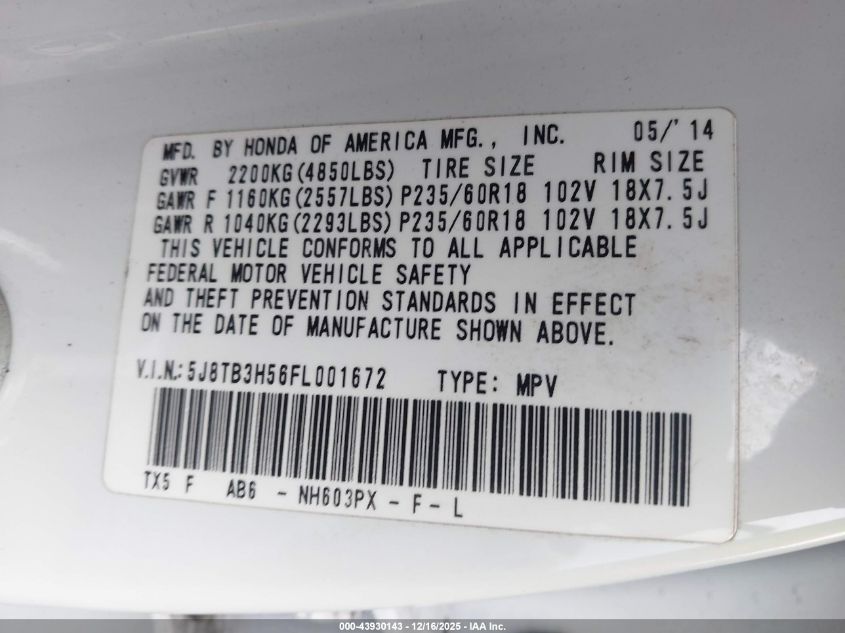 MFD. BY HONDA OF AMERICA MFG., INC. 05/'14
GVWR 2200KG(4850LBS) TIRE SIZE RIM SIZE
GAWR F 1160KG(2557LBS)P235/60R18 102V 18X7.5J
GAWR R 1040KG(2293LBS)P235/60R18 102V 18X7.5J
THIS VEHICLE CONFORMS TO ALL APPLICABLE
FEDERAL MOTOR VEHICLE SAFETY
AND THEFT PREVENTION STANDARDS IN EFFECT
ON THE DATE OF MANUFACTURE SHOWN ABOVE.
V.I.N.: 5J8TB3H56FL001672 TYPE: MPV
TX5 F AB6 - NH603PX - F - L
000-43930143 - 12/16/2025 - IAA Inc.